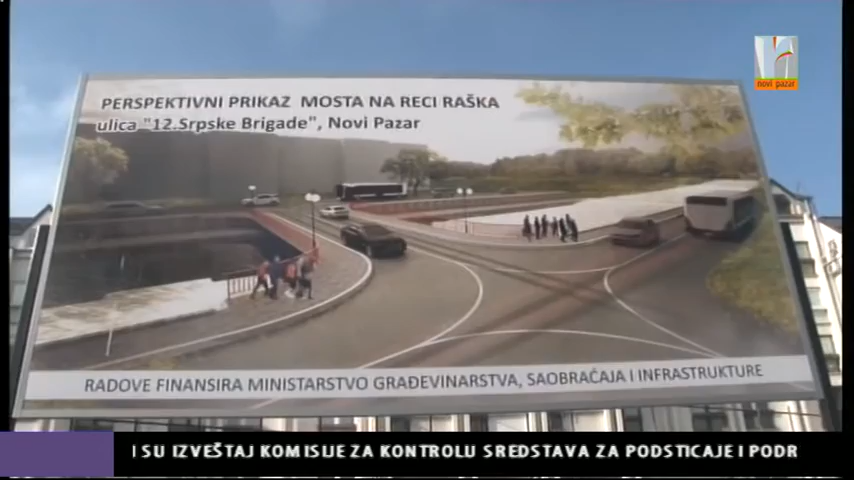 novi pazar
PERSPEKTIVNI PRIKAZ MOSTA NA RECI RAŠKA
ulica "12.Srpske Brigade", Novi Pazar
RADOVE FINANSIRA MINISTARSTVO GRAĐEVINARSTVA, SAOBRAĆAJA I INFRASTRUKTURE
I SU IZVEŠTAJ KOMISIJE ZA KONTROLU SREDSTAVA ZA PODSTICAJE I PODR